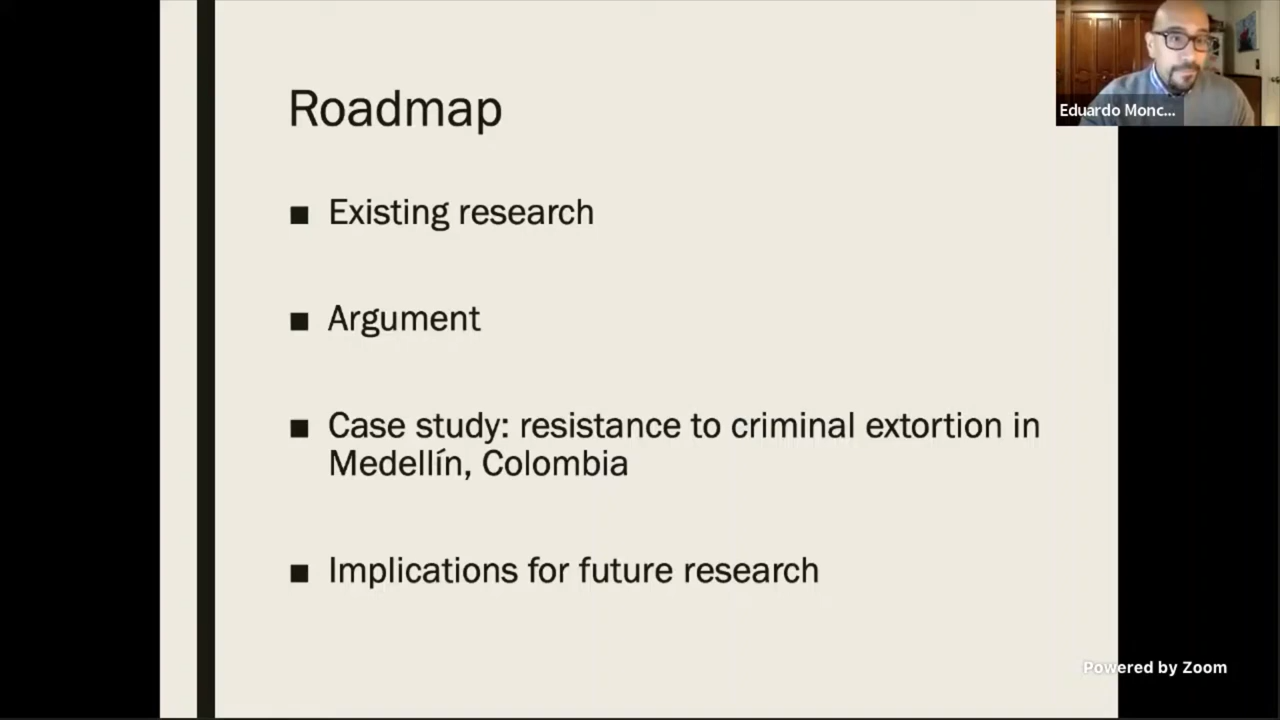 Roadmap
Eduardo Monc...
■ Existing research
■ Argument
■ Case study: resistance to criminal extortion in
Medellín, Colombia
■ Implications for future research
Powered by Zoom